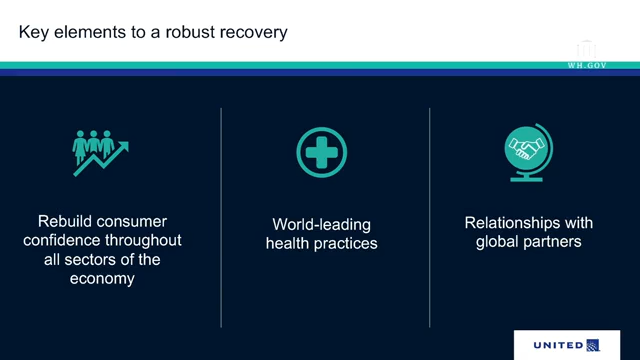 Key elements to a robust recovery
WH.GOV
Rebuild consumer
confidence throughout
all sectors of the
economy
World-leading
health practices
Relationships with
global partners
UNITED